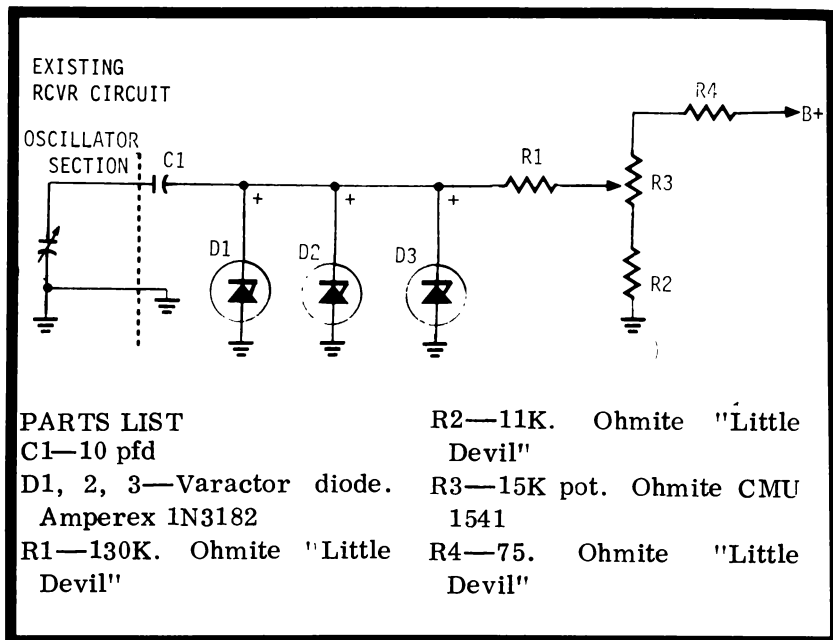 EXISTING
RCVR CIRCUIT
OSCILLATOR
SECTION
C1
R1
R4
B+
R3
R2
+
+
+
D1
D2
D3
PARTS LIST
C1—10 pfd
D1, 2, 3—Varactor diode.
Amperex 1N3182
R1—130K. Ohmite "Little
Devil"
R2—11K. Ohmite "Little
Devil"
R3—15K pot. Ohmite CMU
1541
R4—75. Ohmite "Little
Devil"